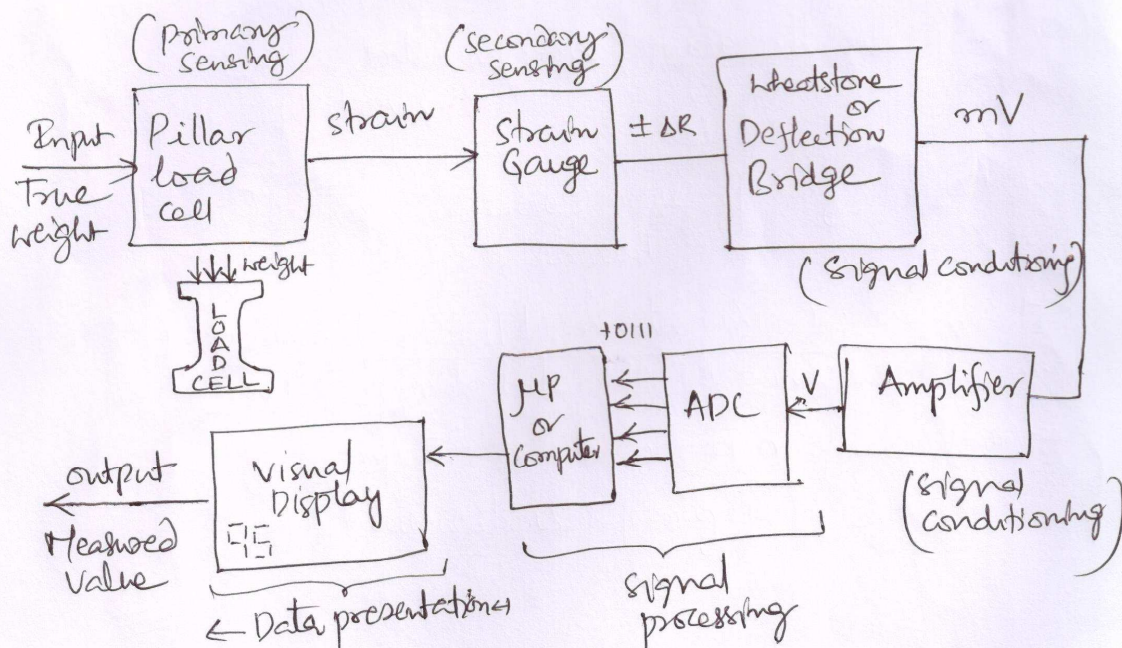 (Primary
sensing)
(Secondary
sensing)
Input
True
weight
Pillar
load
cell
strain
Strain
Gauge
± ΔR
Wheatstone
or
Deflection
Bridge
mV
(Signal conditioning)
weight
LOAD
CELL
Amplifier
(Signal
conditioning)
V
ADC
+0111
μP
or
Computer
signal
processing
Visual
Display
95
← Data presentation
output
Measured
value